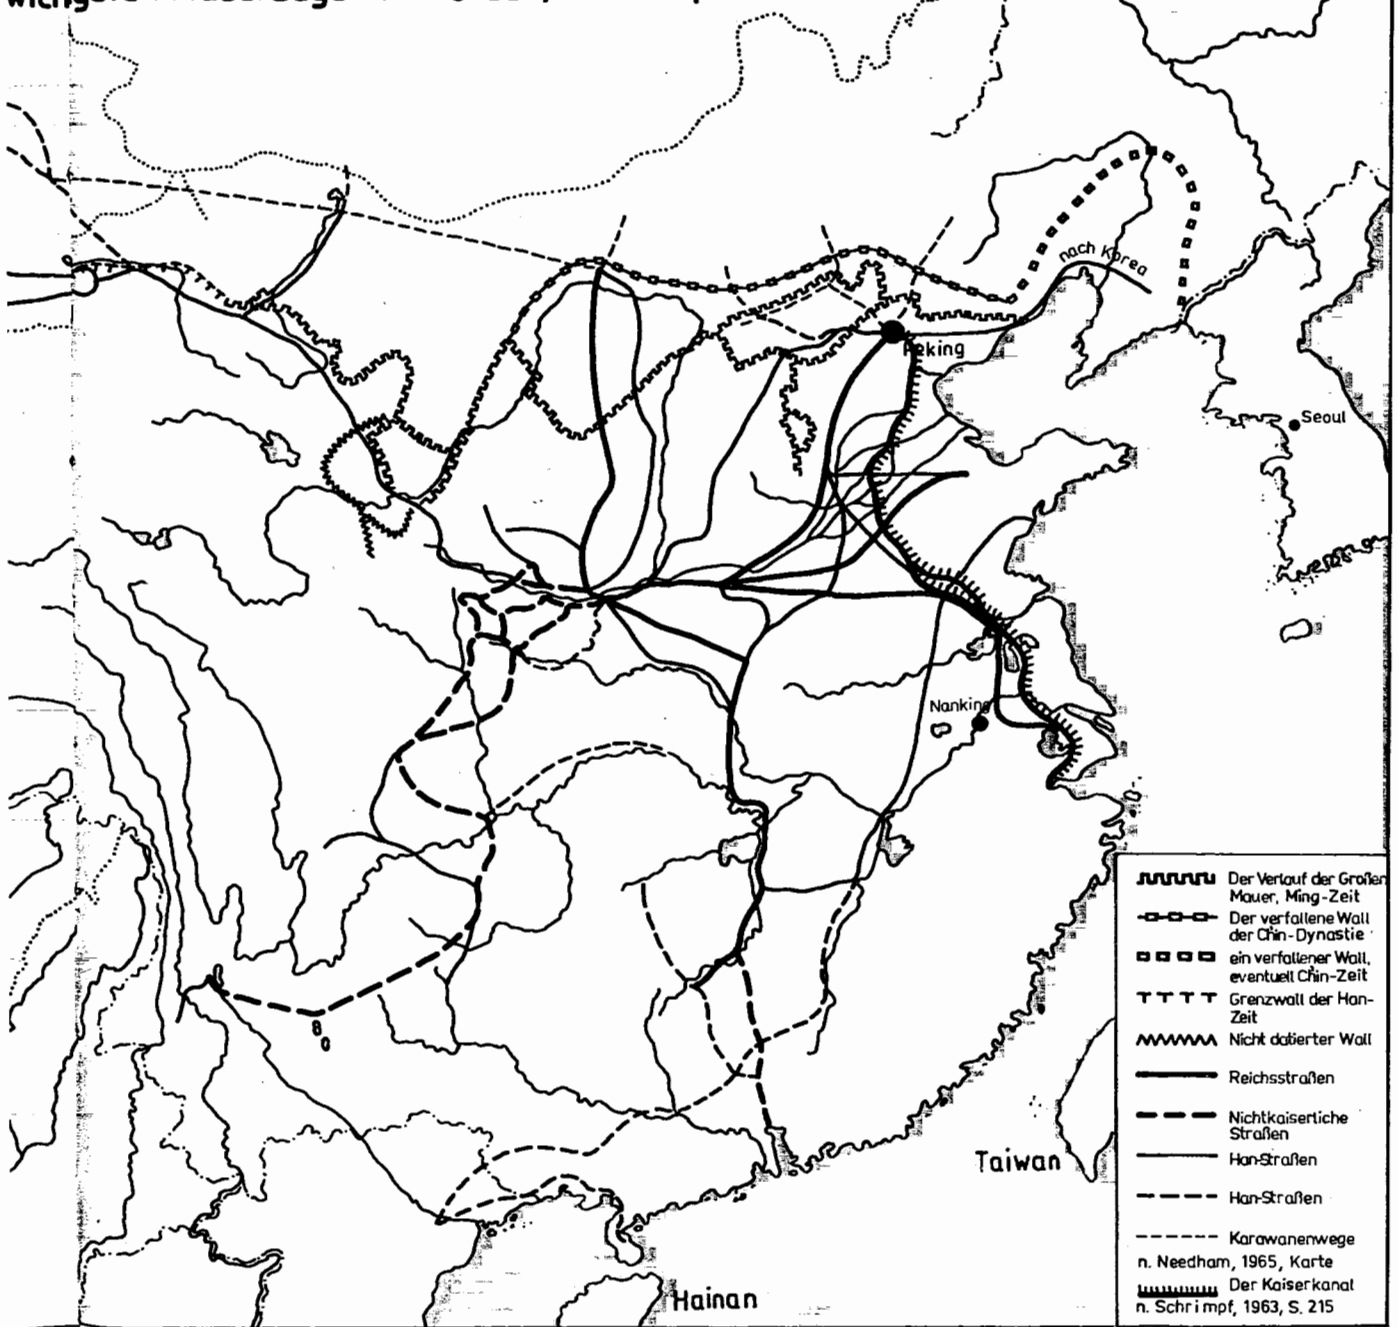 nach Korea
Peking
Seoul
Nanking
Taiwan
Hainan
Der Verlauf der Großen
Mauer, Ming-Zeit
Der verfallene Wall
der Chin-Dynastie
ein verfallener Wall,
eventuell Chin-Zeit
Grenzwall der Han-
Zeit
Nicht datierter Wall
Reichsstraßen
Nichtkaiserliche
Straßen
Han-Straßen
Han-Straßen
Karawanenwege
n. Needham, 1965, Karte
Der Kaiserkanal
n. Schrimpf, 1963, S. 215